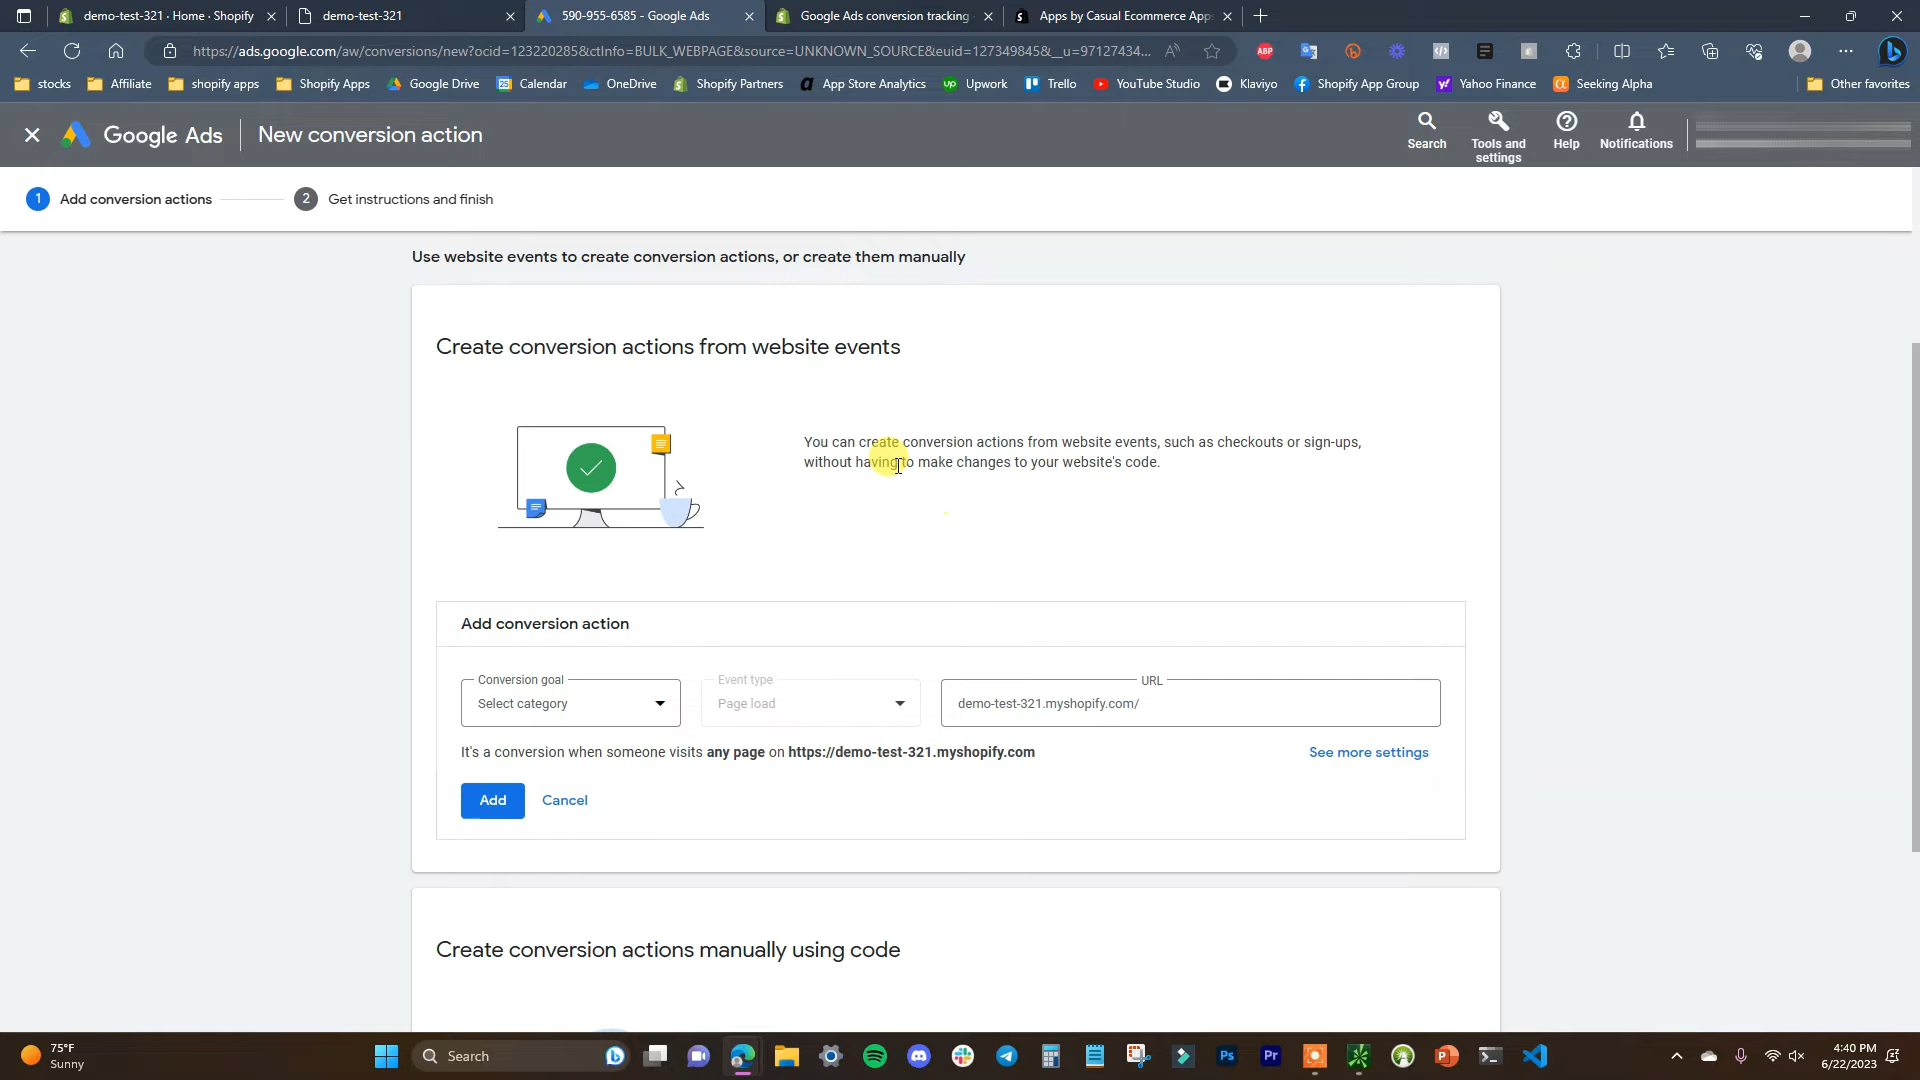 demo-test-321 · Home · Shopify
demo-test-321
590-955-6585 - Google Ads
Google Ads conversion tracking
Apps by Casual Ecommerce App
https://ads.google.com/aw/conversions/new?ocid=123220285&ctInfo=BULK_WEBPAGE&source=UNKNOWN_SOURCE&euid=127349845&__u=97127434...
ABP
stocks
Affiliate
shopify apps
Shopify Apps
Google Drive
Calendar
OneDrive
Shopify Partners
App Store Analytics
Upwork
Trello
YouTube Studio
Klaviyo
Shopify App Group
Yahoo Finance
Seeking Alpha
Other favorites
Google Ads
New conversion action
Search
Tools and
settings
Help
Notifications
1 Add conversion actions
2 Get instructions and finish
Use website events to create conversion actions, or create them manually
Create conversion actions from website events
You can create conversion actions from website events, such as checkouts or sign-ups,
without having to make changes to your website's code.
Add conversion action
Conversion goal
Select category
Event type
Page load
URL
demo-test-321.myshopify.com/
It's a conversion when someone visits any page on https://demo-test-321.myshopify.com
See more settings
Add
Cancel
Create conversion actions manually using code
75°F
Sunny
Search
Ps
Pr
4:40 PM
6/22/2023